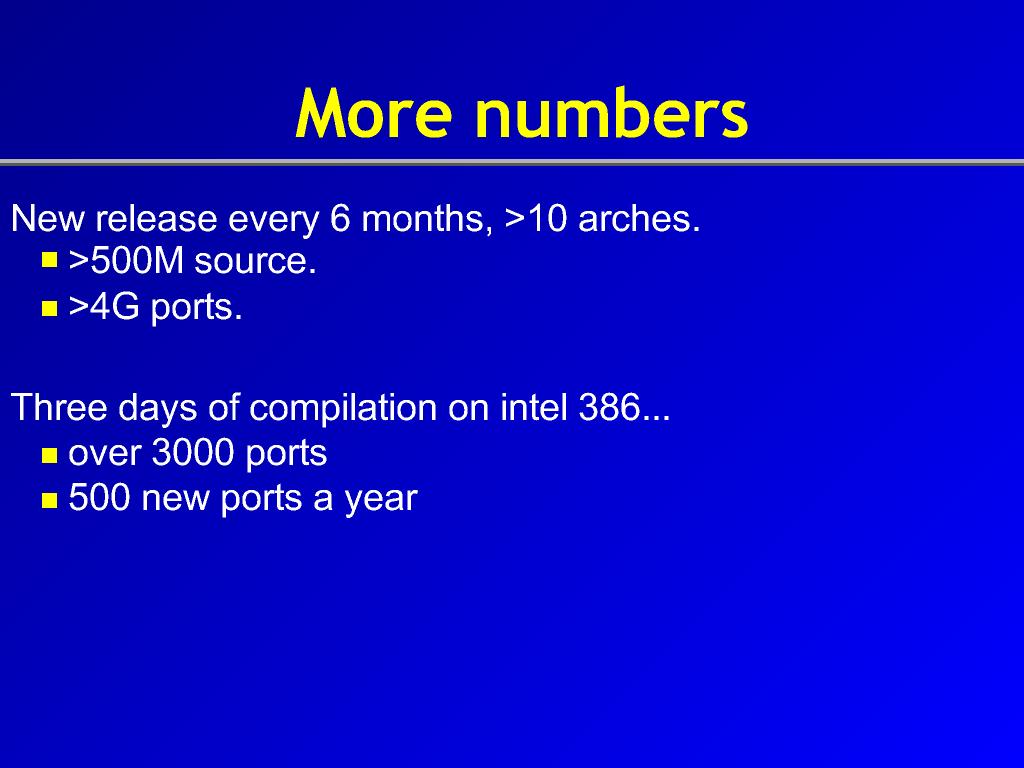 More numbers
New release every 6 months, >10 arches.
>500M source.
>4G ports.
Three days of compilation on intel 386...
over 3000 ports
500 new ports a year